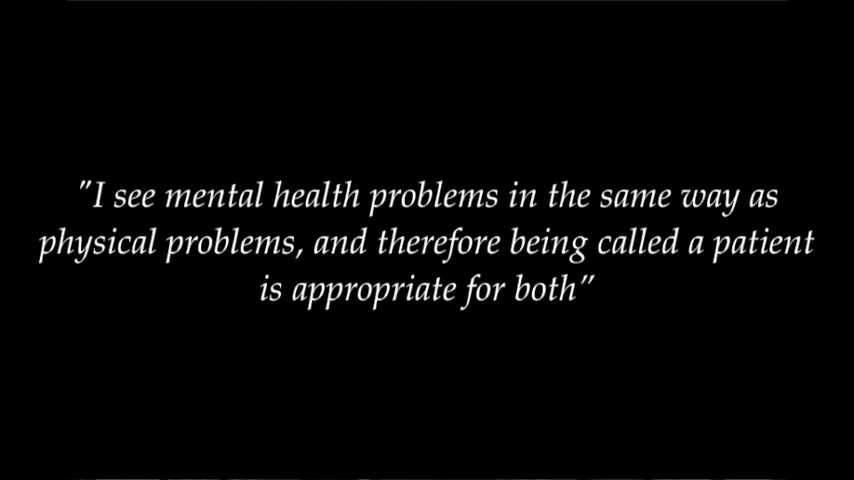 "I see mental health problems in the same way as
physical problems, and therefore being called a patient
is appropriate for both”